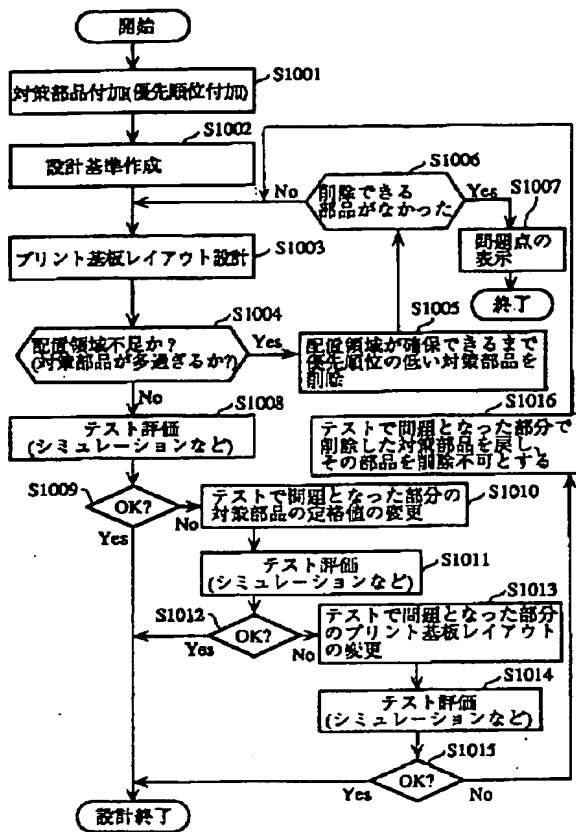 開始
S1001
対策部品付加(優先順位付加)
S1002
設計基準作成
S1006
削除できる
部品がなかった
No
Yes
S1007
問題点の
表示
終了
S1003
プリント基板レイアウト設計
S1004
配置領域不足か?
(対策部品が多過ぎるか?)
Yes
No
S1005
配置領域が確保できるまで
優先順位の低い対策部品を
削除
S1008
テスト評価
(シミュレーションなど)
S1016
テストで問題となった部分で
削除した対策部品を戻し、
その部品を削除不可とする
S1009
OK?
No
Yes
S1010
テストで問題となった部分の
対策部品の定格値の変更
S1011
テスト評価
(シミュレーションなど)
S1012
OK?
Yes
No
S1013
テストで問題となった部分
のプリント基板レイアウト
の変更
S1014
テスト評価
(シミュレーションなど)
S1015
OK?
Yes
No
設計終了